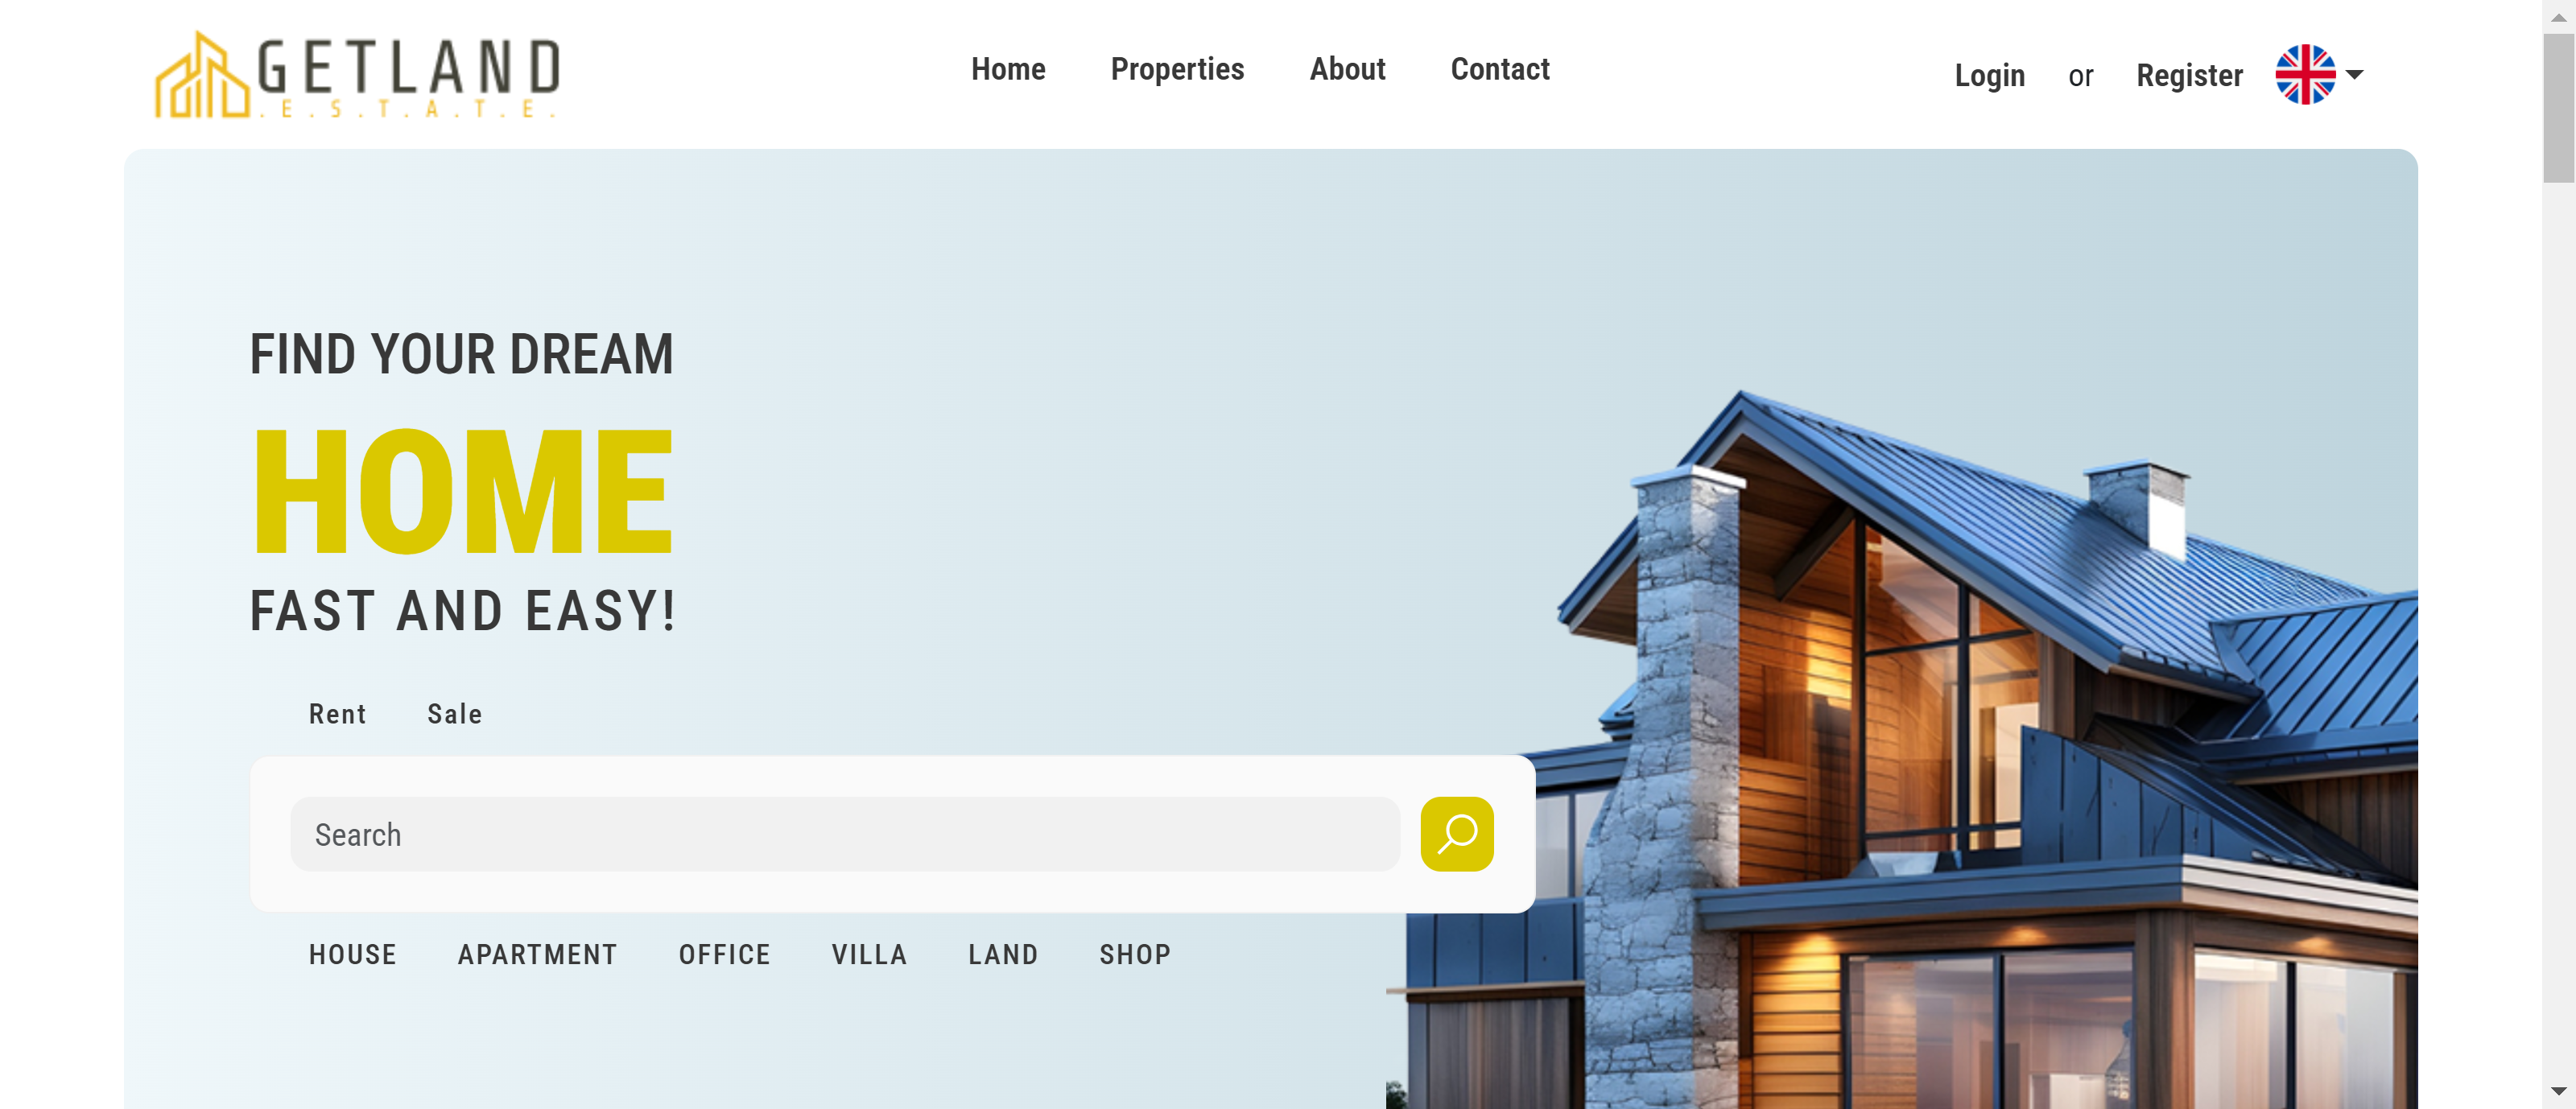 GETLAND
.E.S.T.A.T.E.
Home Properties About Contact
Login or Register
FIND YOUR DREAM
HOME
FAST AND EASY!
Rent Sale
Search
HOUSE APARTMENT OFFICE VILLA LAND SHOP